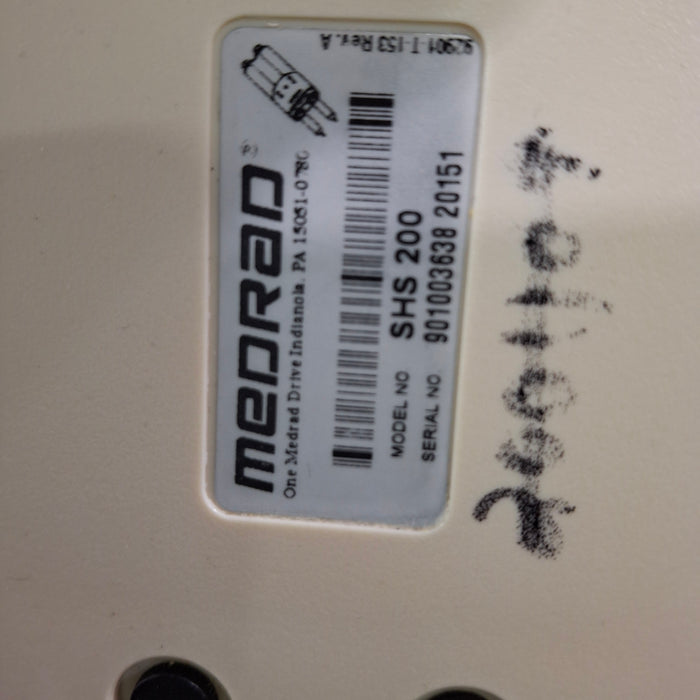 92901-T-153 Rev. A
MEDRAD®
One Medrad Drive Indianola, PA 15051-0780
MODEL NO SHS 200
SERIAL NO. 901003638 20151